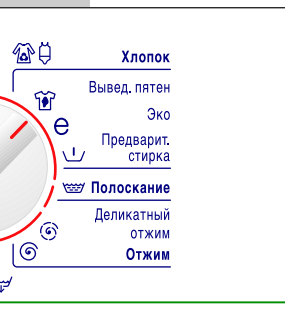 Хлопок
Вывед. пятен
Эко
Предварит.
стирка
Полоскание
Деликатный
отжим
Отжим